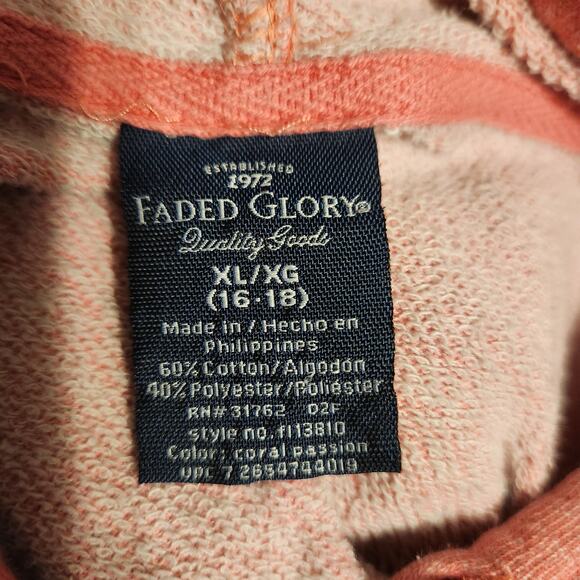 ESTABLISHED
1972
FADED GLORY®
Quality Goods
XL/XG
(16-18)
Made in / Hecho en
Philippines
60% Cotton/Algodon
40% Polyester/Poliester
RN# 31762 D2F
style no. f113810
Color: coral passion
UPC 7 2654744019